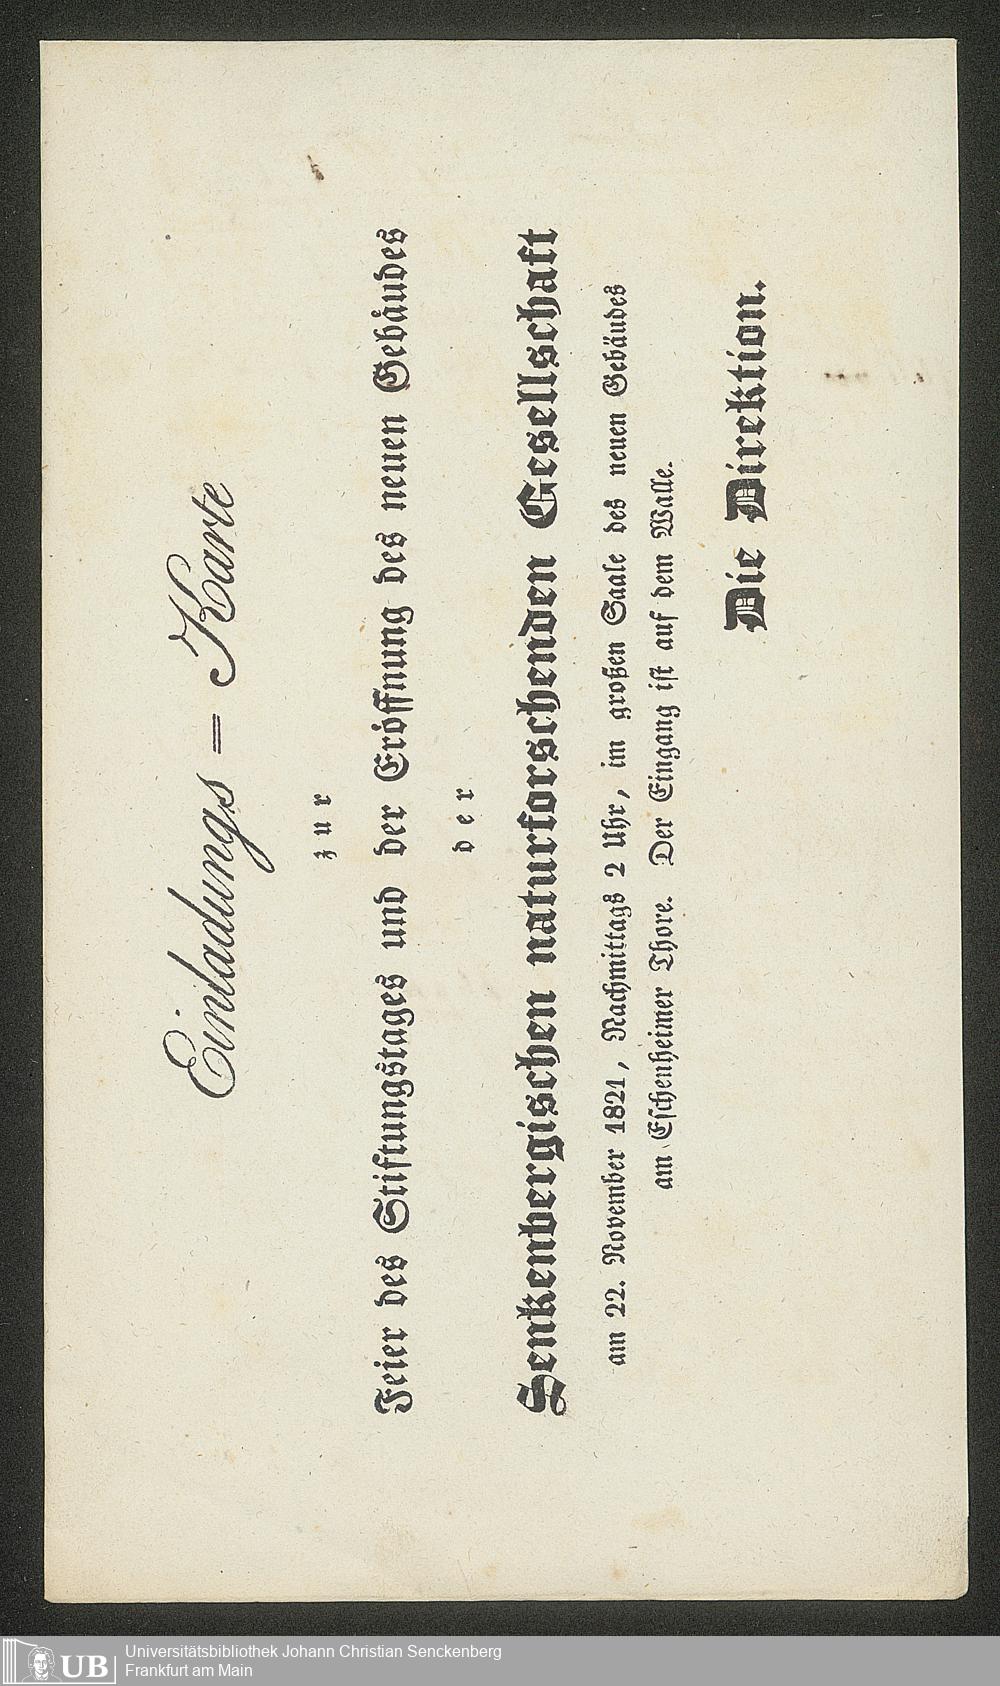 Einladungs = Karte
zur
Feier des Stiftungstages und der Eröffnung des neuen Gebäudes
der
Senkenbergischen naturforschenden Gesellschaft
am 22. November 1821, Nachmittags 2 Uhr, im großen Saale des neuen Gebäudes
am Eschenheimer Thore. Der Eingang ist auf dem Walle.
Die Direktion.
UB
Universitätsbibliothek Johann Christian Senckenberg
Frankfurt am Main